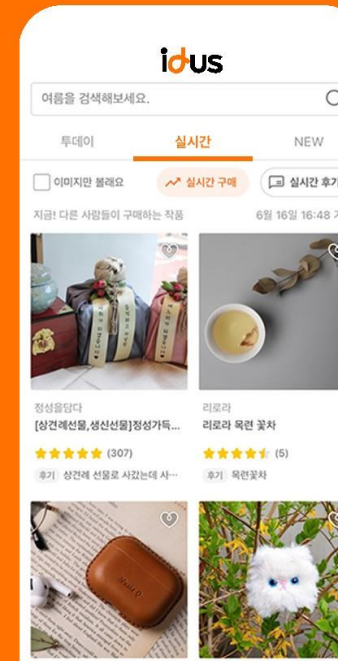 idus
여름을 검색해보세요.
투데이 실시간 NEW
이미지만 볼래요 실시간 구매 실시간 후기
지금! 다른 사람들이 구매하는 작품 6월 16일 16:48
정성을담다 리로라
[상견례선물,생신선물]정성가득... 리로라 목련 꽃차
(307) (5)
후기 상견례 선물로 사갔는데 사... 후기 목련꽃차